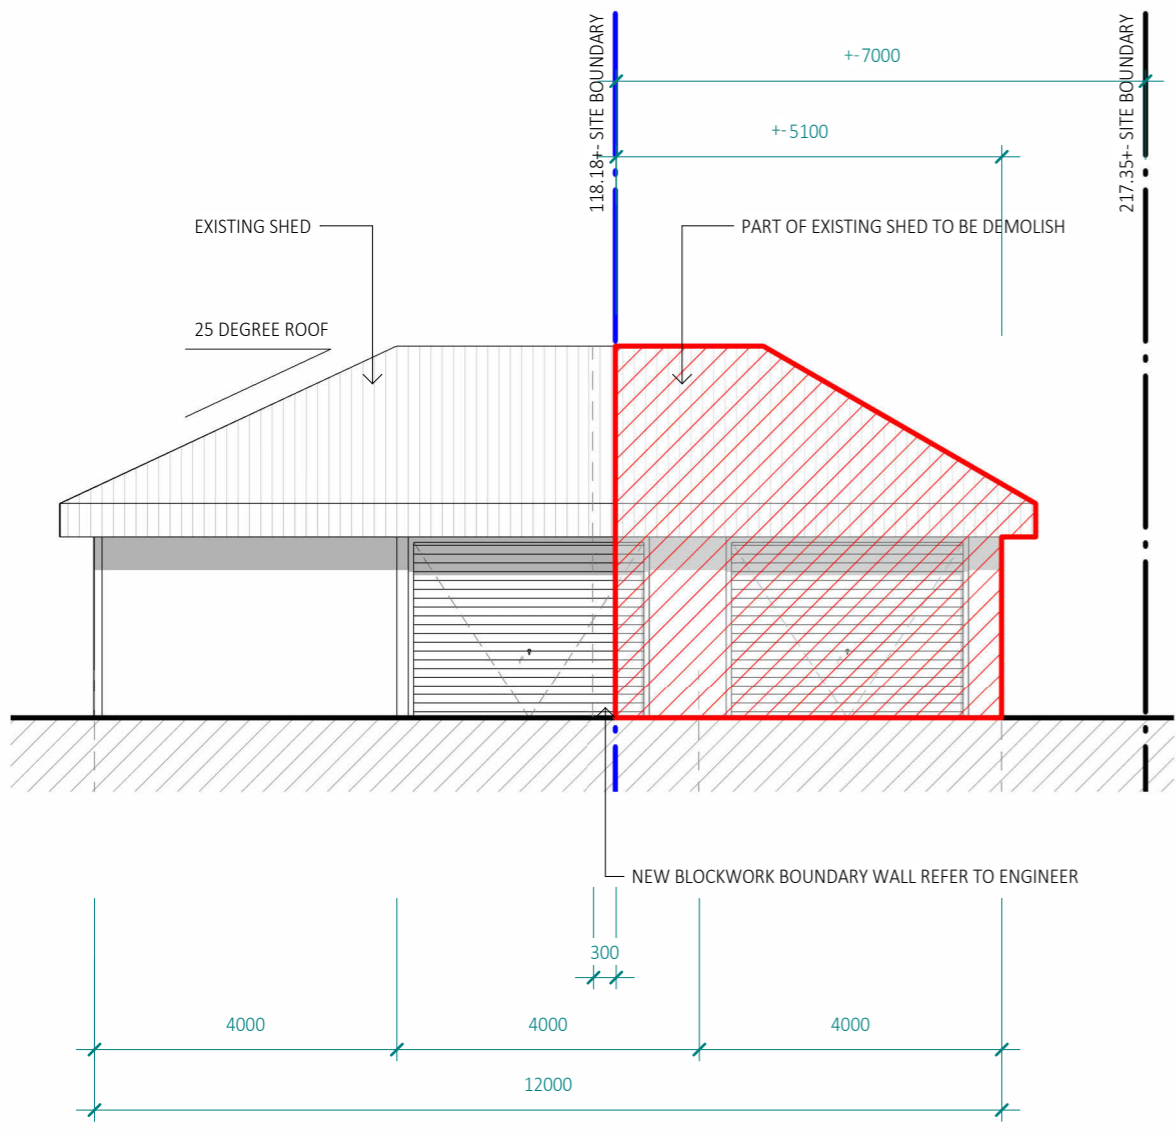 118.18+- SITE BOUNDARY
217.35+- SITE BOUNDARY
+-7000
+-5100
EXISTING SHED
PART OF EXISTING SHED TO BE DEMOLISH
25 DEGREE ROOF
NEW BLOCKWORK BOUNDARY WALL REFER TO ENGINEER
300
4000
4000
4000
12000